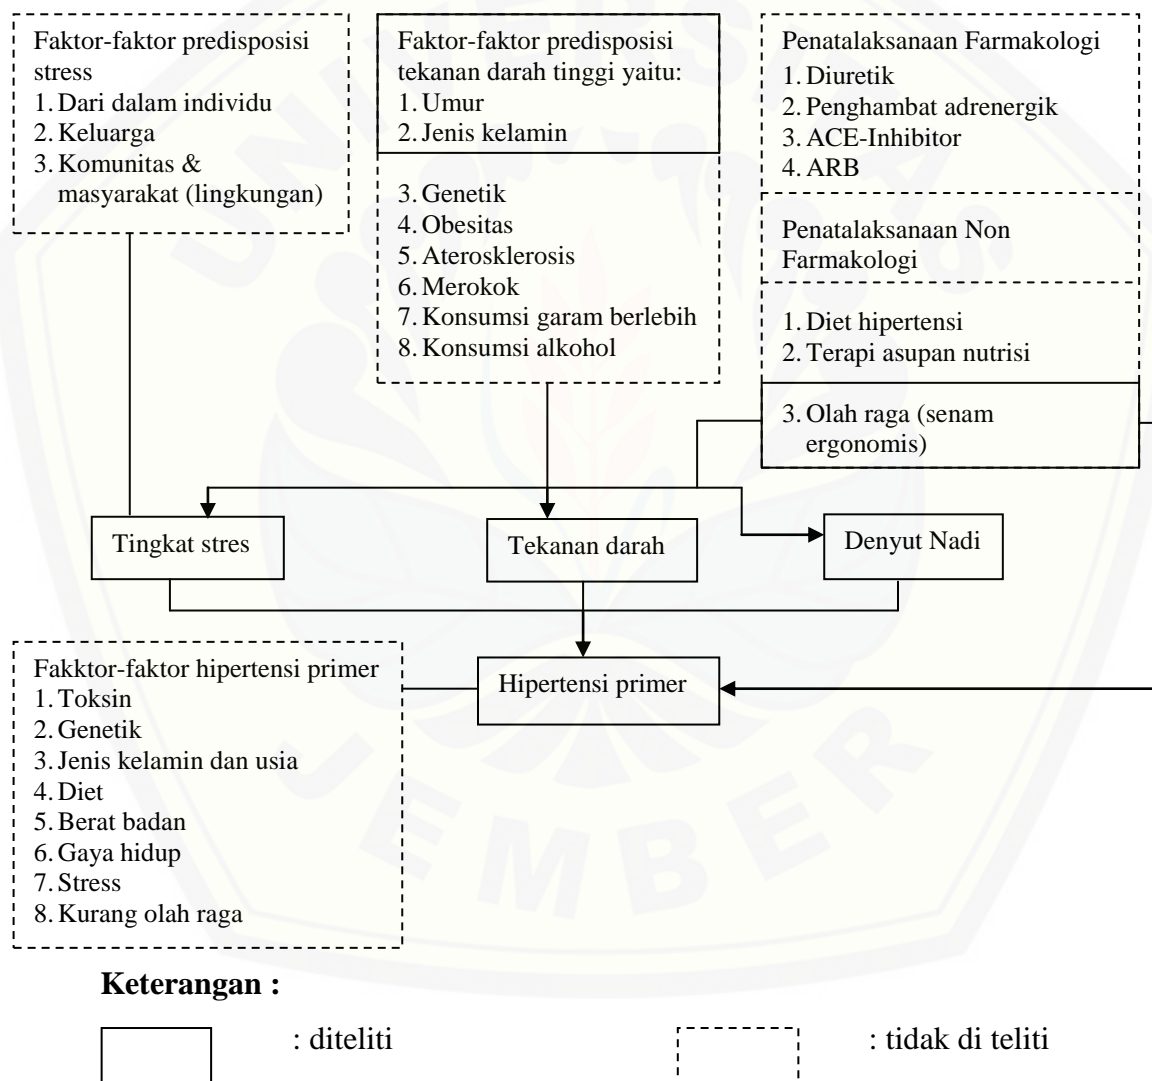 Faktor-faktor predisposisi
stress
1. Dari dalam individu
2. Keluarga
3. Komunitas &
masyarakat (lingkungan)
Faktor-faktor predisposisi
tekanan darah tinggi yaitu:
1. Umur
2. Jenis kelamin
3. Genetik
4. Obesitas
5. Aterosklerosis
6. Merokok
7. Konsumsi garam berlebih
8. Konsumsi alkohol
Penatalaksanaan Farmakologi
1. Diuretik
2. Penghambat adrenergik
3. ACE-Inhibitor
4. ARB
Penatalaksanaan Non
Farmakologi
1. Diet hipertensi
2. Terapi asupan nutrisi
3. Olah raga (senam
ergonomis)
Tingkat stres
Tekanan darah
Denyut Nadi
Hipertensi primer
Fakktor-faktor hipertensi primer
1. Toksin
2. Genetik
3. Jenis kelamin dan usia
4. Diet
5. Berat badan
6. Gaya hidup
7. Stress
8. Kurang olah raga
Keterangan :
: diteliti
: tidak di teliti
UNIVERSITAS
JEMBER